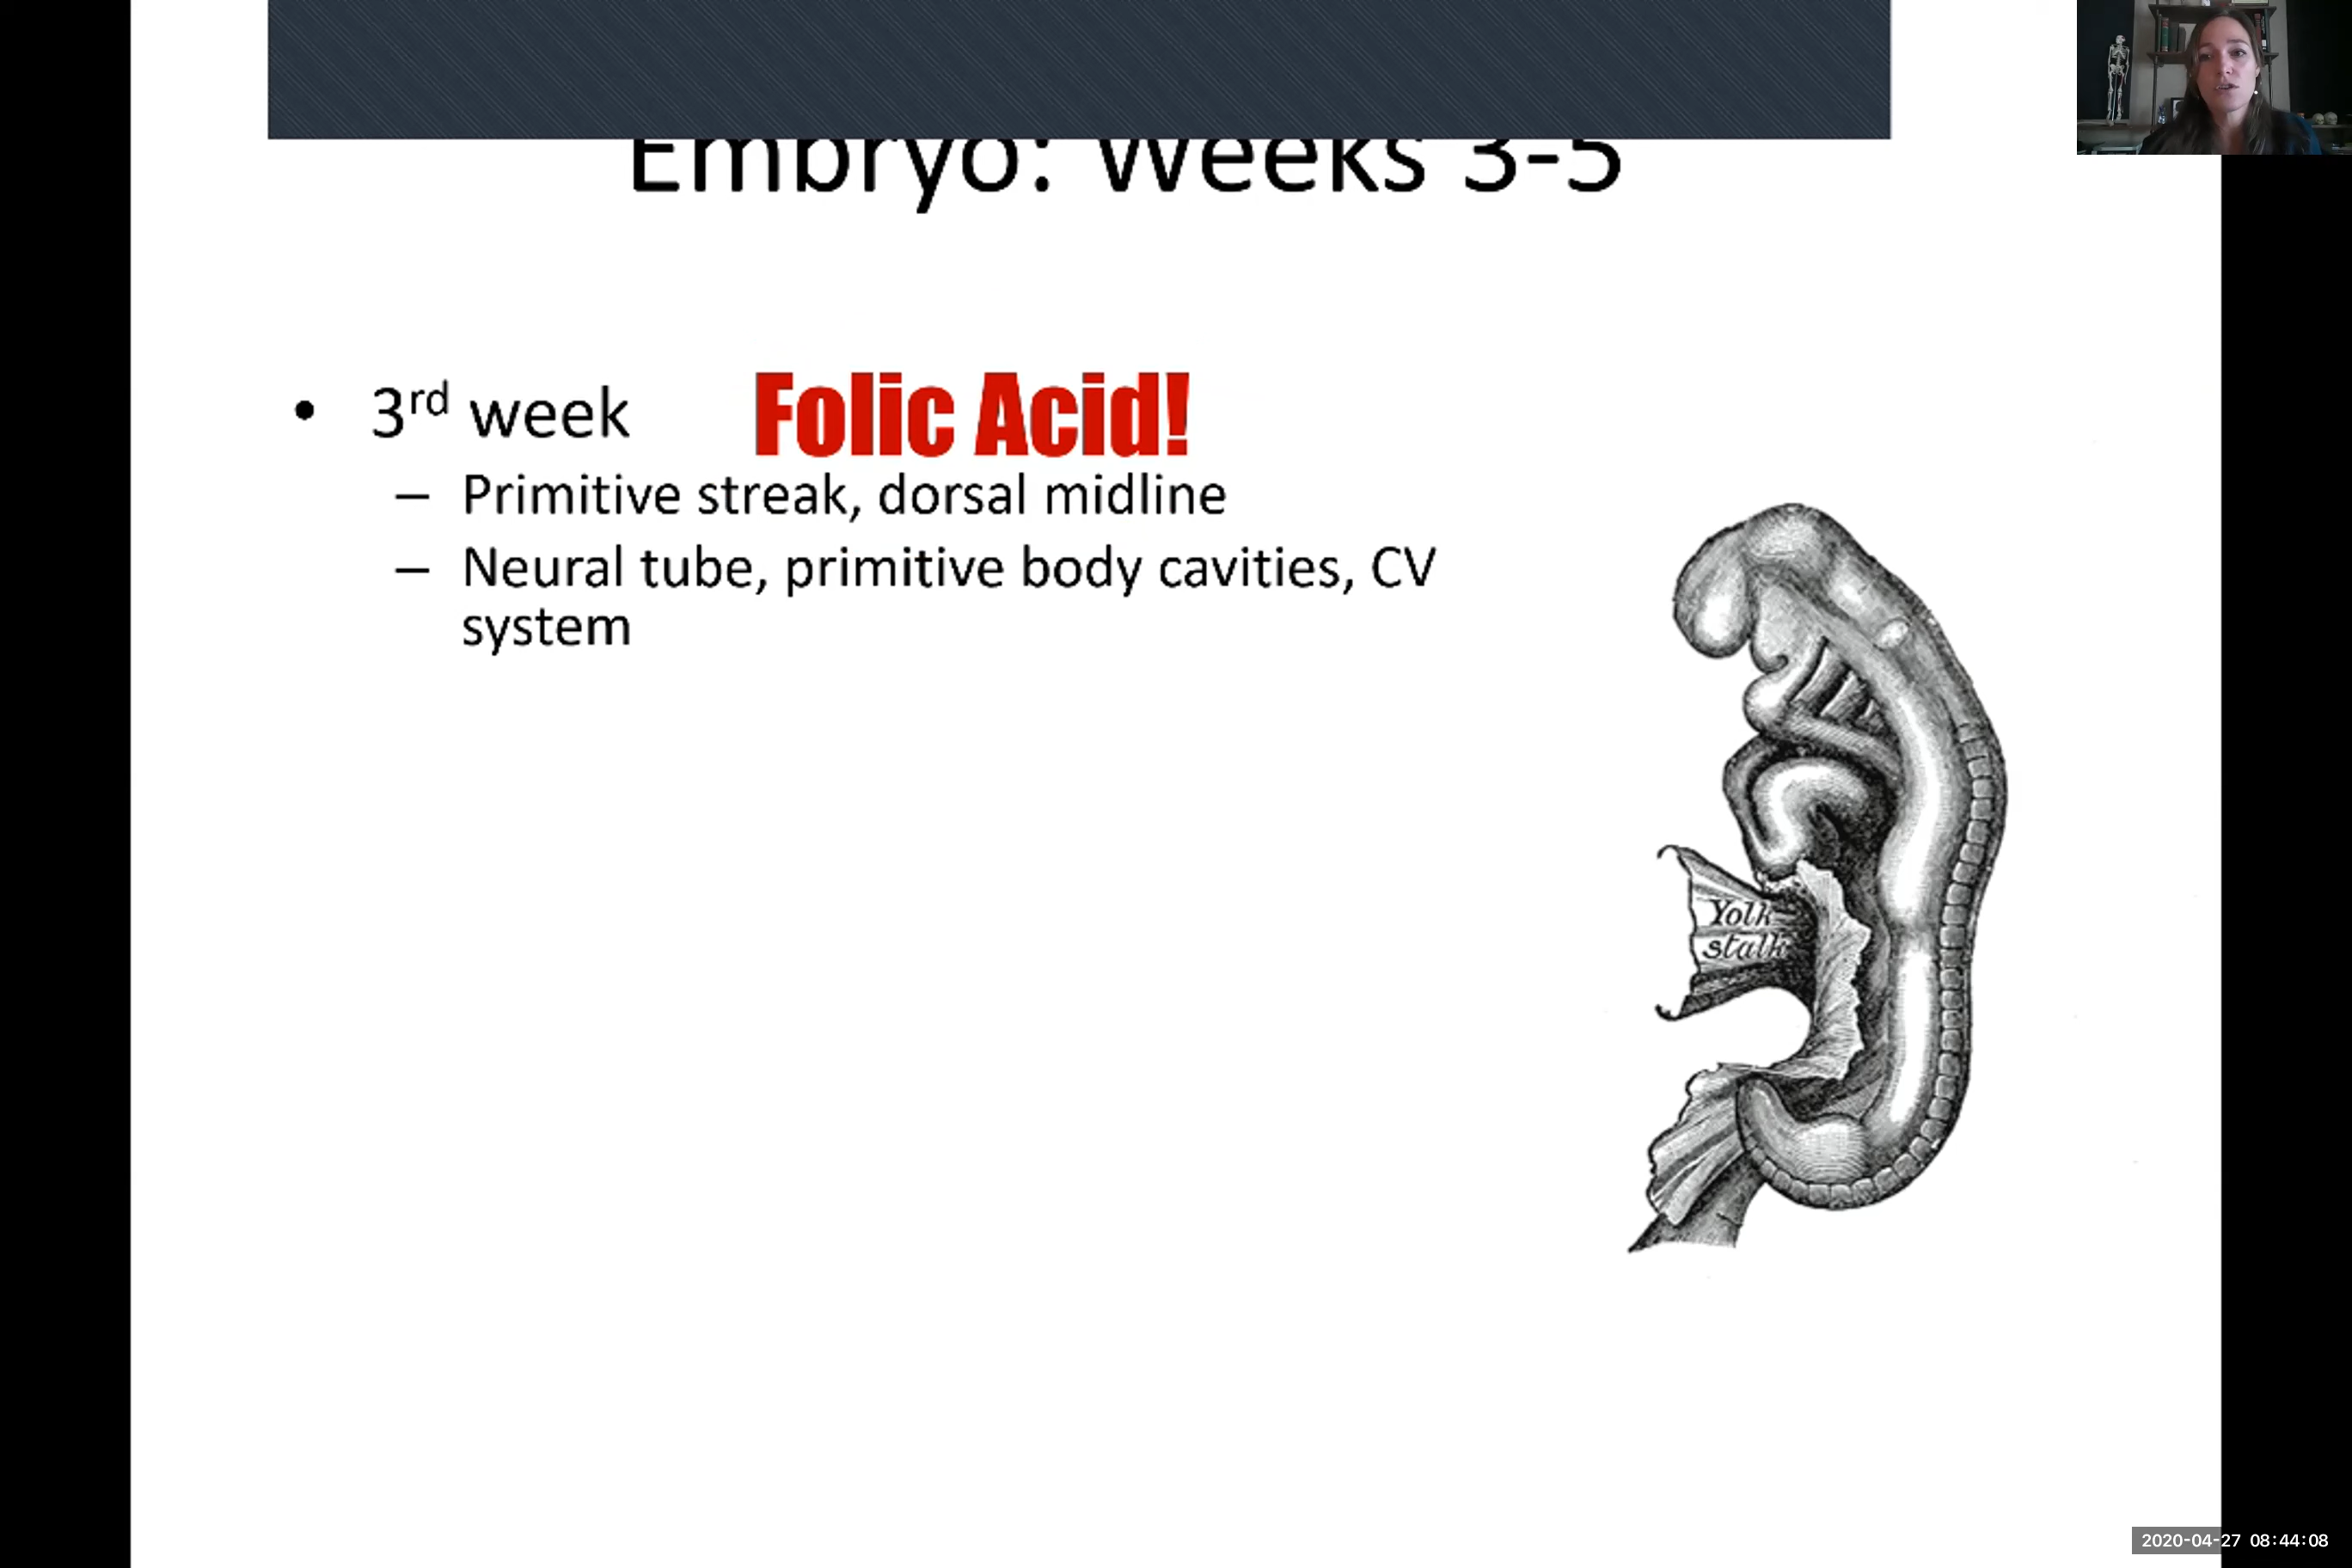 Embryo: Weeks 3-5
• 3rd week Folic Acid!
– Primitive streak, dorsal midline
– Neural tube, primitive body cavities, CV
system
Yolk-
stalk
2020-04-27 08:44:08